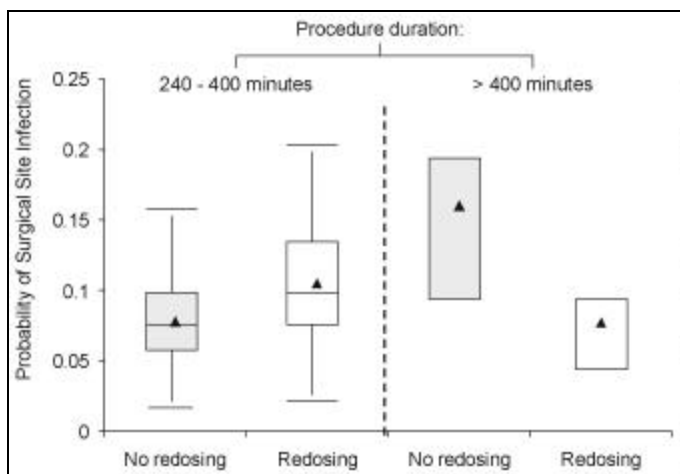 Procedure duration:
240 - 400 minutes
> 400 minutes
Probability of Surgical Site Infection
0.25
0.2
0.15
0.1
0.05
0
No redosing
Redosing
No redosing
Redosing